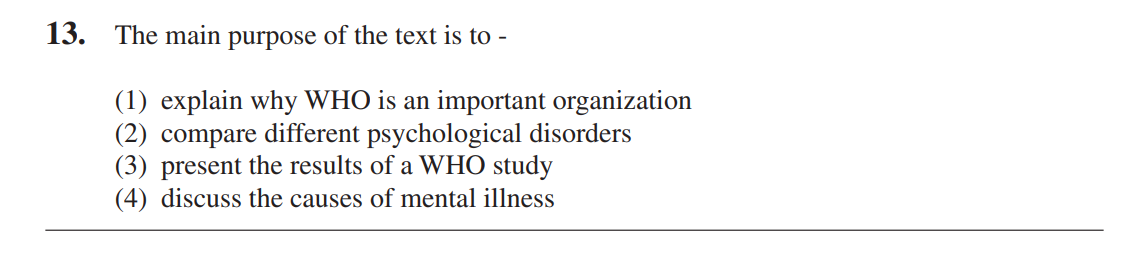 13. The main purpose of the text is to -
(1) explain why WHO is an important organization
(2) compare different psychological disorders
(3) present the results of a WHO study
(4) discuss the causes of mental illness